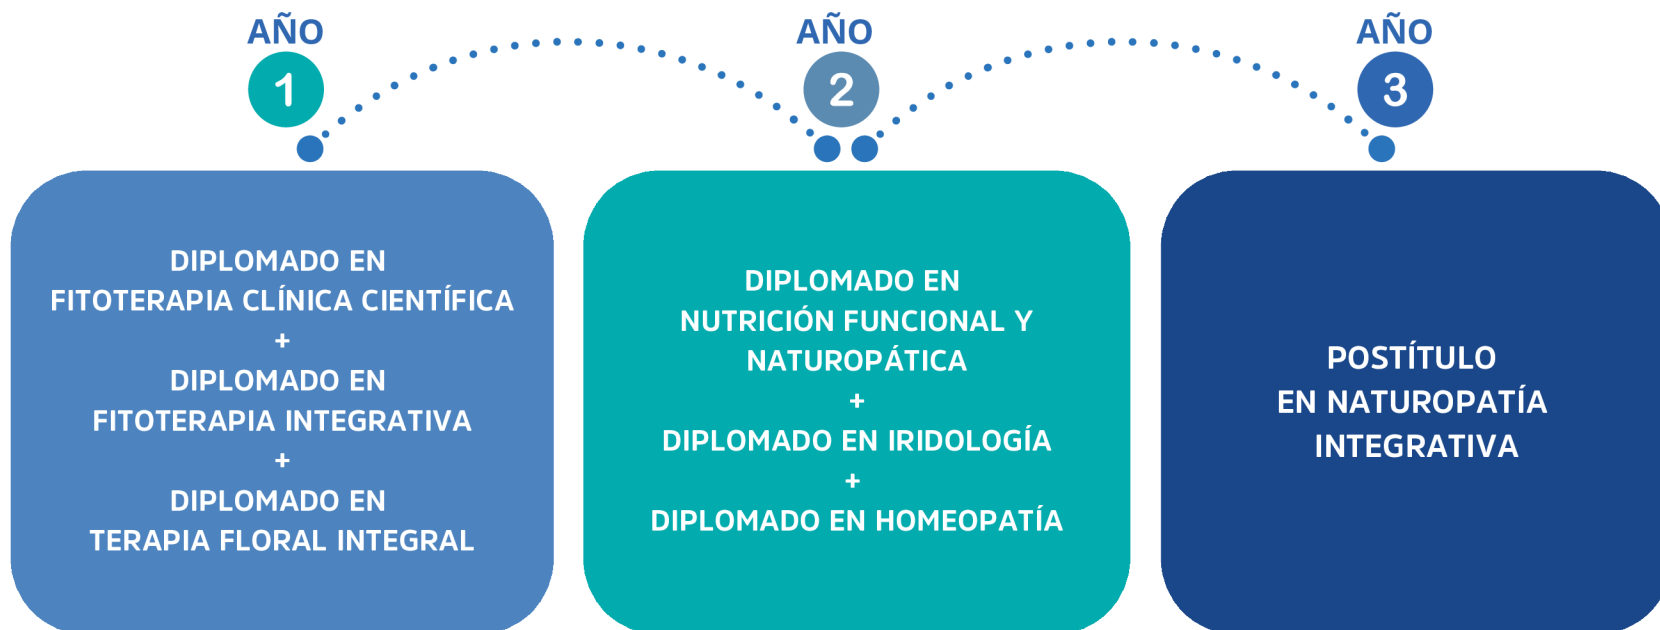 AÑO
1
DIPLOMADO EN
FITOTERAPIA CLÍNICA CIENTÍFICA
+
DIPLOMADO EN
FITOTERAPIA INTEGRATIVA
+
DIPLOMADO EN
TERAPIA FLORAL INTEGRAL
AÑO
2
DIPLOMADO EN
NUTRICIÓN FUNCIONAL Y
NATUROPÁTICA
+
DIPLOMADO EN IRIDOLOGÍA
+
DIPLOMADO EN HOMEOPATÍA
AÑO
3
POSTÍTULO
EN NATUROPATÍA
INTEGRATIVA